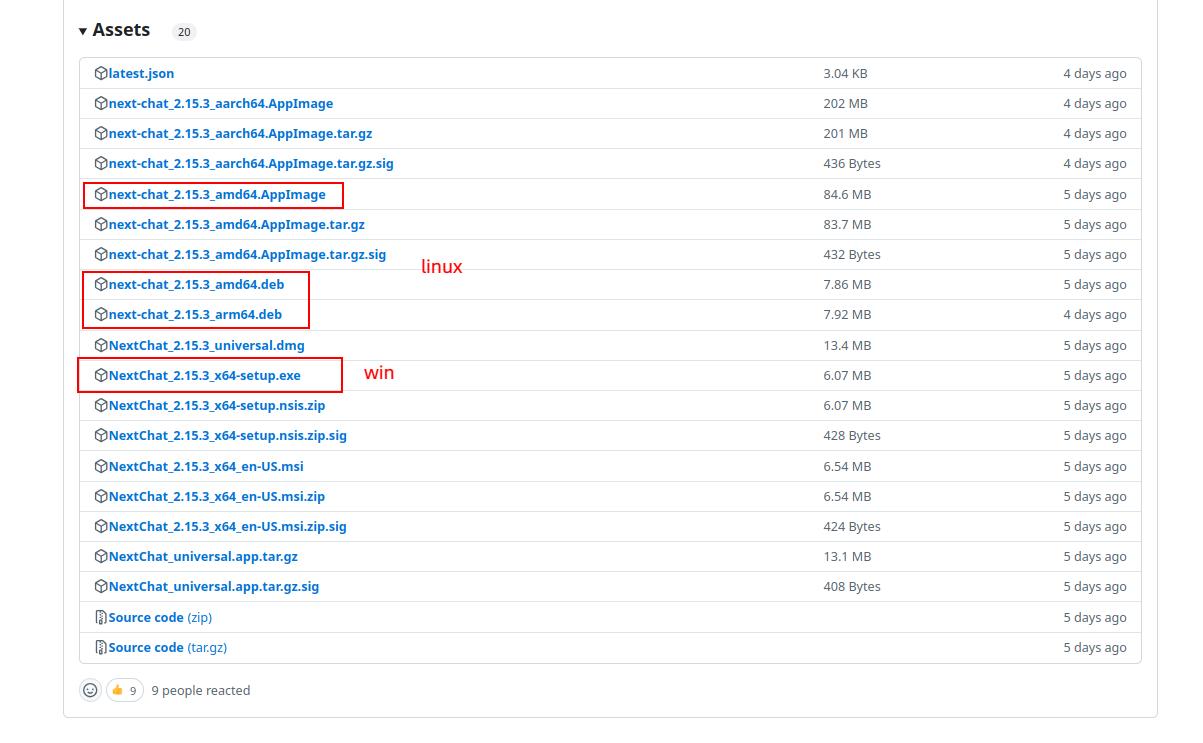 Assets 20
latest.json 3.04 KB 4 days ago
next-chat_2.15.3_aarch64.AppImage 202 MB 4 days ago
next-chat_2.15.3_aarch64.AppImage.tar.gz 201 MB 4 days ago
next-chat_2.15.3_aarch64.AppImage.tar.gz.sig 436 Bytes 4 days ago
next-chat_2.15.3_amd64.AppImage 84.6 MB 5 days ago
next-chat_2.15.3_amd64.AppImage.tar.gz 83.7 MB 5 days ago
next-chat_2.15.3_amd64.AppImage.tar.gz.sig 432 Bytes 5 days ago
linux
next-chat_2.15.3_amd64.deb 7.86 MB 5 days ago
next-chat_2.15.3_arm64.deb 7.92 MB 4 days ago
NextChat_2.15.3_universal.dmg 13.4 MB 5 days ago
NextChat_2.15.3_x64-setup.exe win 6.07 MB 5 days ago
NextChat_2.15.3_x64-setup.nsis.zip 6.07 MB 5 days ago
NextChat_2.15.3_x64-setup.nsis.zip.sig 428 Bytes 5 days ago
NextChat_2.15.3_x64_en-US.msi 6.54 MB 5 days ago
NextChat_2.15.3_x64_en-US.msi.zip 6.54 MB 5 days ago
NextChat_2.15.3_x64_en-US.msi.zip.sig 424 Bytes 5 days ago
NextChat_universal.app.tar.gz 13.1 MB 5 days ago
NextChat_universal.app.tar.gz.sig 408 Bytes 5 days ago
Source code (zip) 5 days ago
Source code (tar.gz) 5 days ago
9 9 people reacted